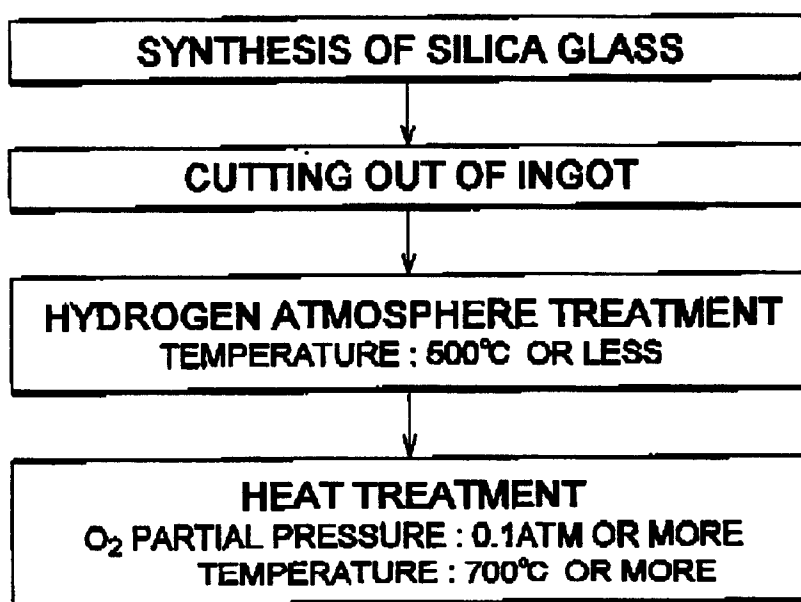 SYNTHESIS OF SILICA GLASS
CUTTING OUT OF INGOT
HYDROGEN ATMOSPHERE TREATMENT
TEMPERATURE : 500°C OR LESS
HEAT TREATMENT
O₂ PARTIAL PRESSURE : 0.1ATM OR MORE
TEMPERATURE : 700°C OR MORE